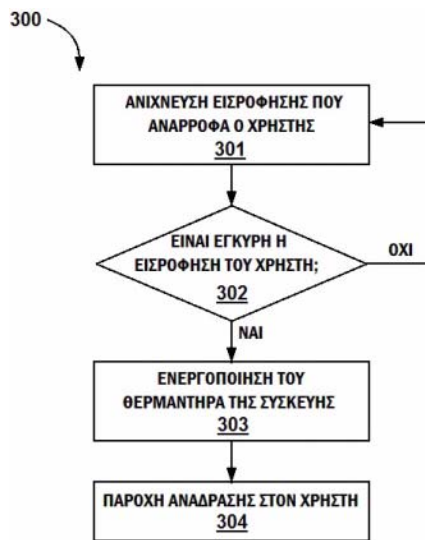 300
ΑΝΙΧΝΕΥΣΗ ΕΙΣΡΟΦΗΣΗΣ ΠΟΥ
ΑΝΑΡΡΟΦΑ Ο ΧΡΗΣΤΗΣ
301
ΕΙΝΑΙ ΕΓΚΥΡΗ Η
ΕΙΣΡΟΦΗΣΗ ΤΟΥ ΧΡΗΣΤΗ;
302
ΟΧΙ
ΝΑΙ
ΕΝΕΡΓΟΠΟΙΗΣΗ ΤΟΥ
ΘΕΡΜΑΝΤΗΡΑ ΤΗΣ ΣΥΣΚΕΥΗΣ
303
ΠΑΡΟΧΗ ΑΝΑΔΡΑΣΗΣ ΣΤΟΝ ΧΡΗΣΤΗ
304